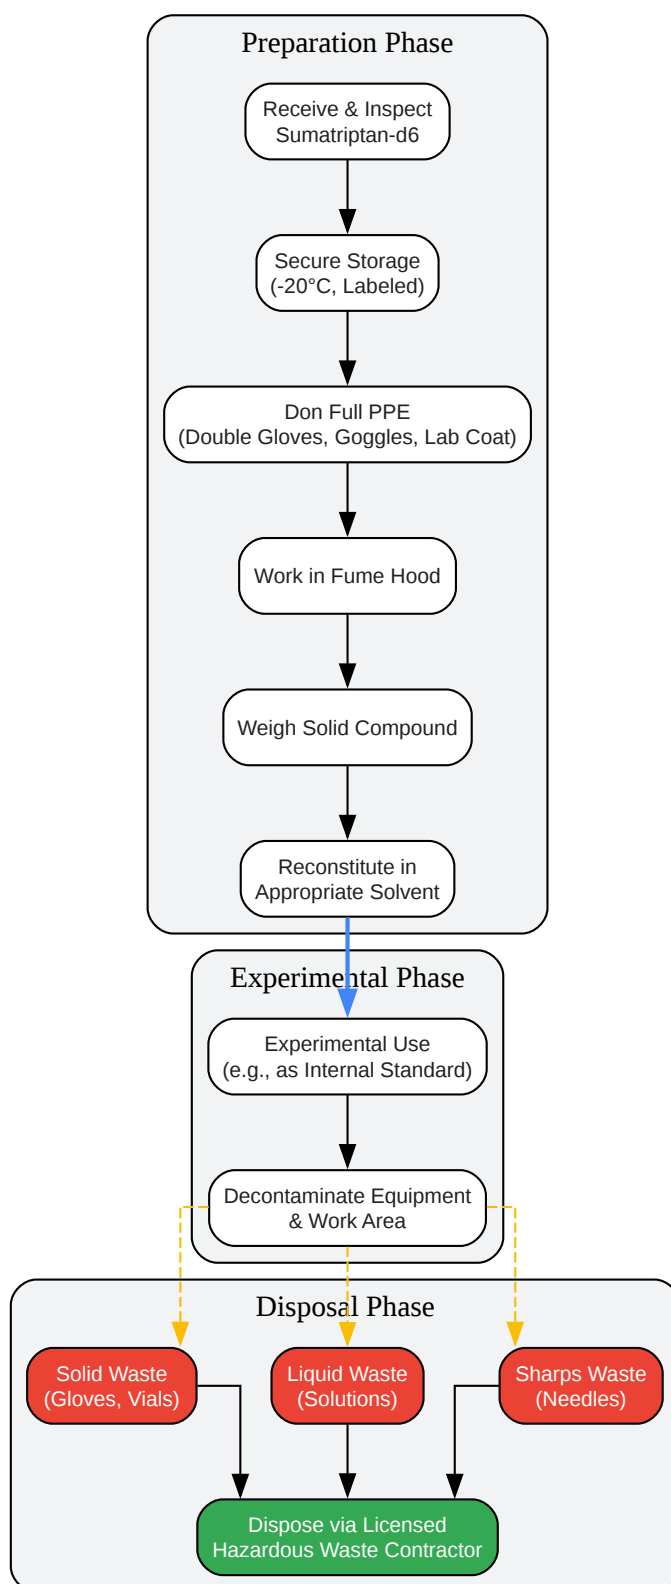 Preparation Phase
Receive & Inspect
Sumatriptan-d6
Secure Storage
(-20°C, Labeled)
Don Full PPE
(Double Gloves, Goggles, Lab Coat)
Work in Fume Hood
Weigh Solid Compound
Reconstitute in
Appropriate Solvent
Experimental Phase
Experimental Use
(e.g., as Internal Standard)
Decontaminate Equipment
& Work Area
Disposal Phase
Solid Waste
(Gloves, Vials)
Liquid Waste
(Solutions)
Sharps Waste
(Needles)
Dispose via Licensed
Hazardous Waste Contractor